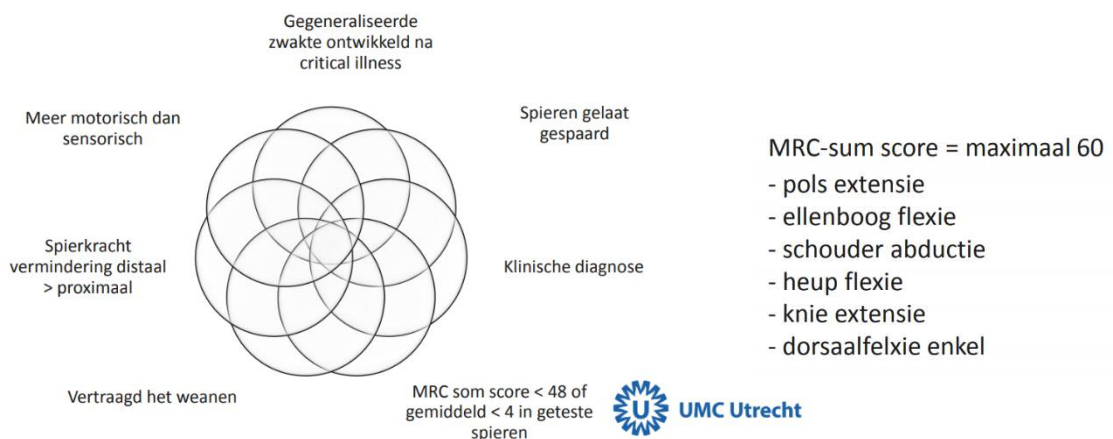 Gegeneraliseerde
zwakte ontwikkeld na
critical illness
Meer motorisch dan
sensorisch
Spieren gelaat
gespaard
Spierkracht
vermindering distaal
> proximaal
Klinische diagnose
Vertraagd het weanen
MRC som score < 48 of
gemiddeld < 4 in geteste
spieren
U
UMC Utrecht
MRC-sum score = maximaal 60
- pols extensie
- ellenboog flexie
- schouder abductie
- heup flexie
- knie extensie
- dorsaalfelxie enkel